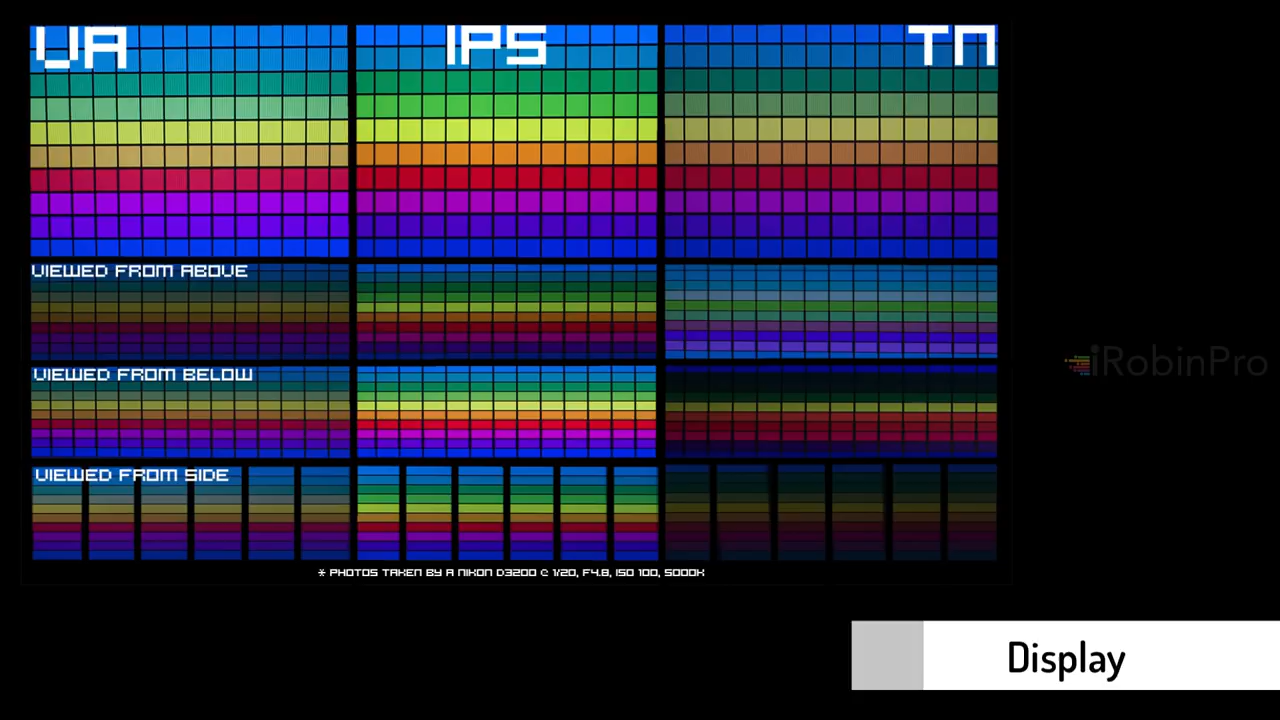 VA
IPS
TN
VIEWED FROM ABOVE
VIEWED FROM BELOW
VIEWED FROM SIDE
* PHOTOS TAKEN BY A NIKON D3200 @ 1/20, F4.8, ISO 100, 5000K
iRobinPro
Display